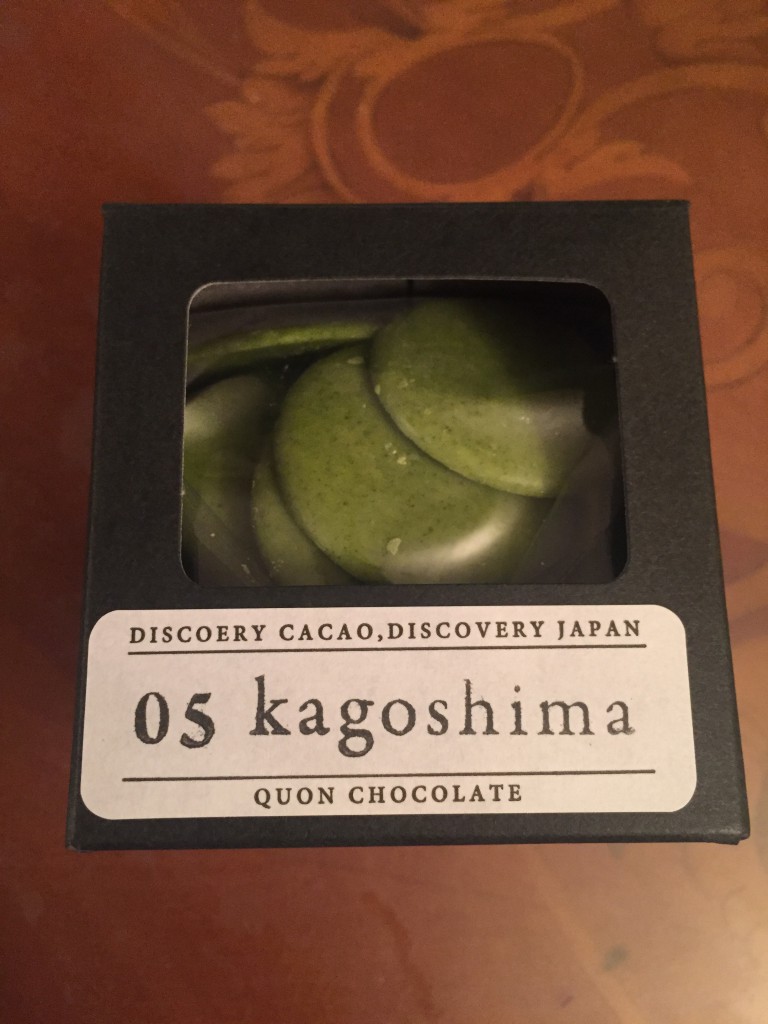 DISCOERY CACAO,DISCOVERY JAPAN
05 kagoshima
QUON CHOCOLATE